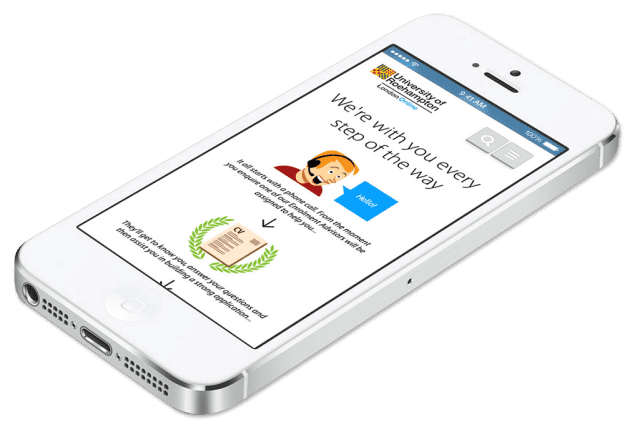 9:41 AM
100%
University of
Roehampton
London Online
We're with you every
step of the way
Hello!
It all starts with a phone call. From the moment
you enquire one of our Enrolment Advisors will be
assigned to help you...
CV
They'll get to know you, answer your questions and
then assist you in building a strong application...